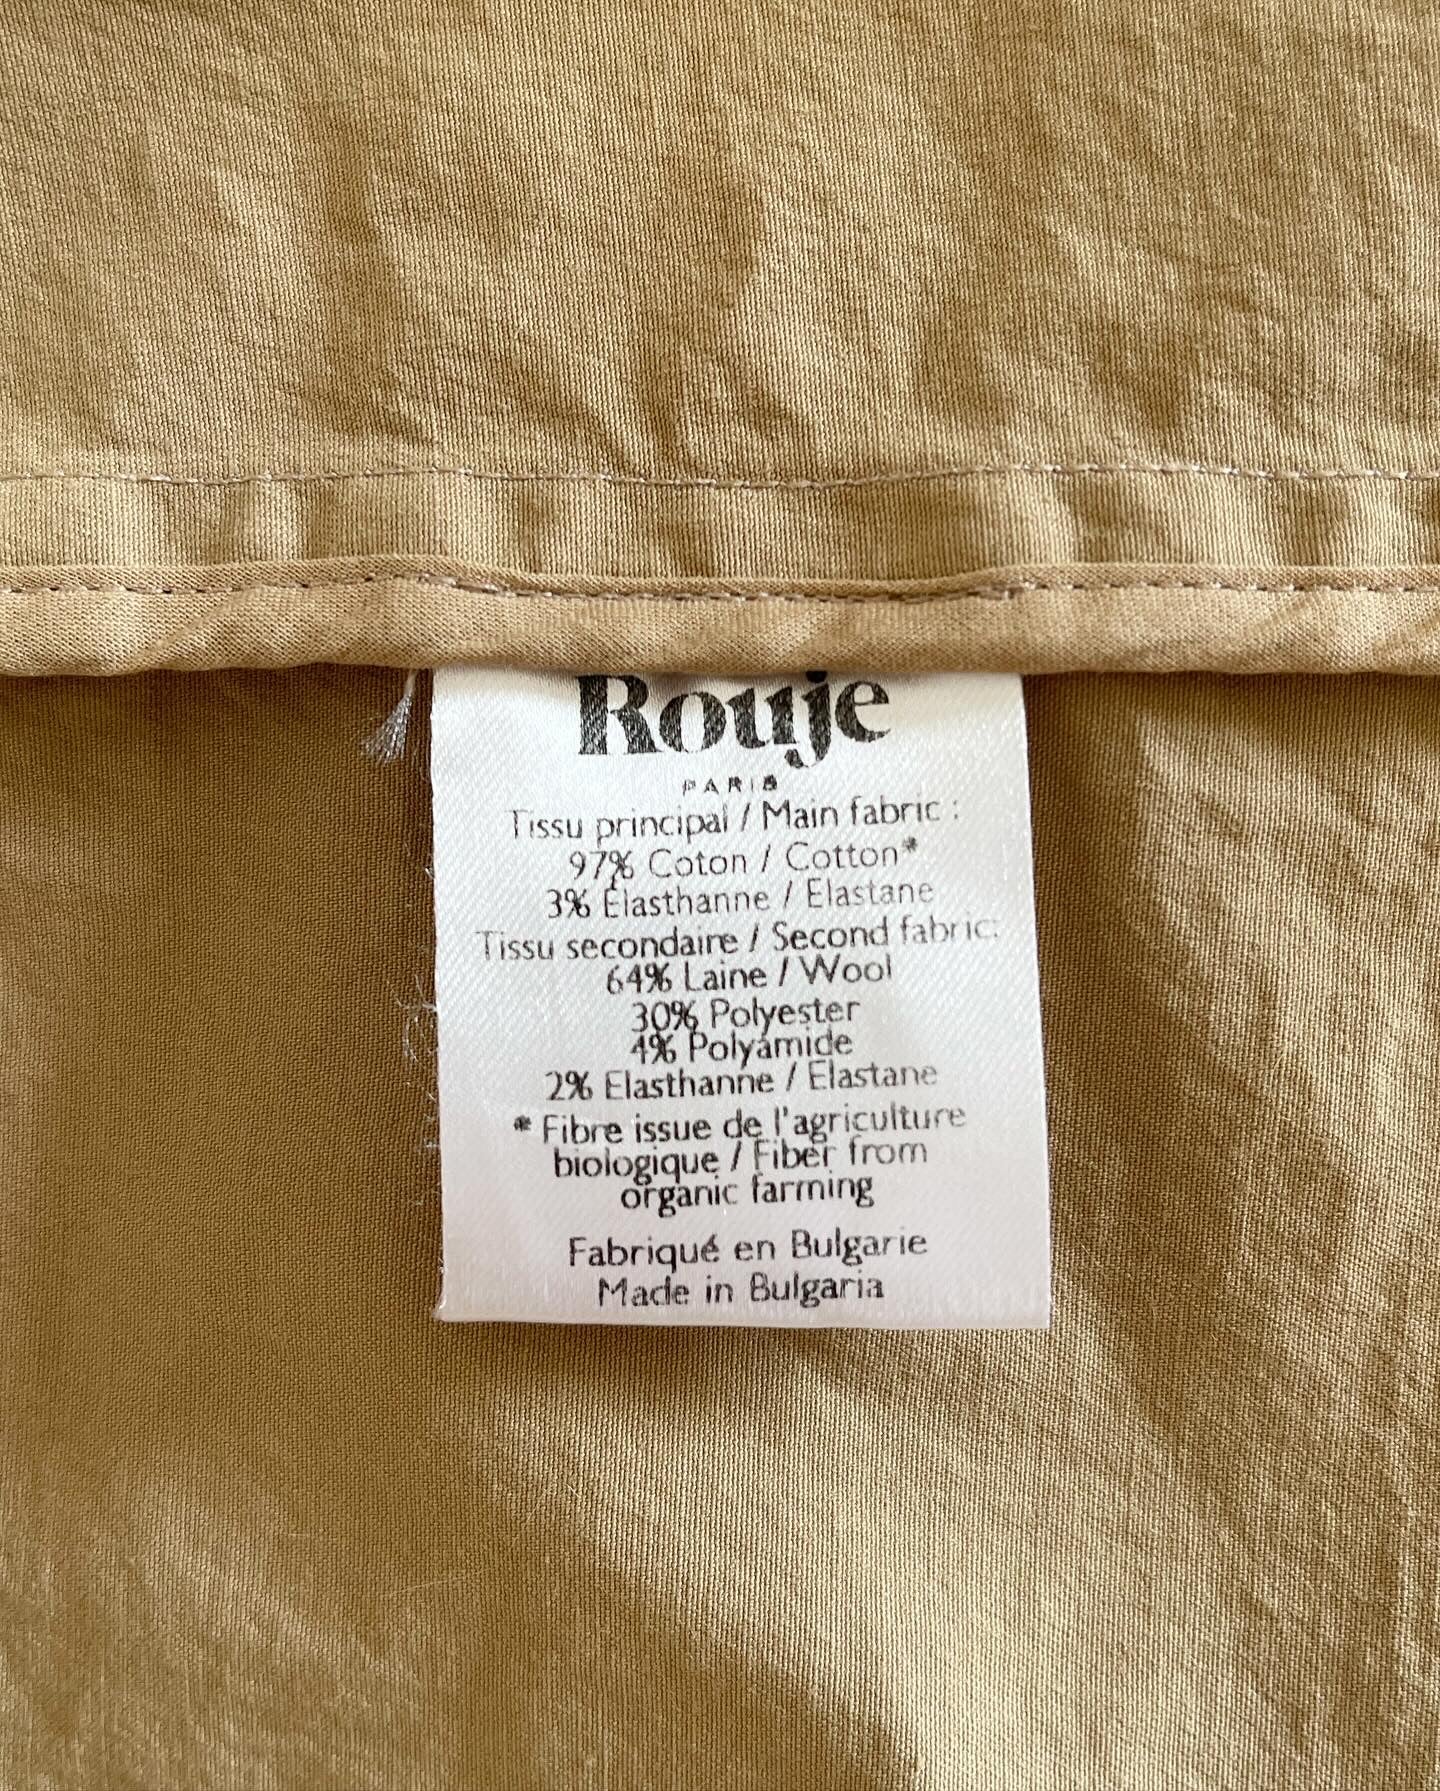 Rouje
PARIS
Tissu principal / Main fabric :
97% Coton / Cotton*
3% Élasthanne / Elastane
Tissu secondaire / Second fabric:
64% Laine / Wool
30% Polyester
4% Polyamide
2% Elasthanne / Elastane
* Fibre issue de l'agriculture
biologique / Fiber from
organic farming
Fabriqué en Bulgarie
Made in Bulgaria